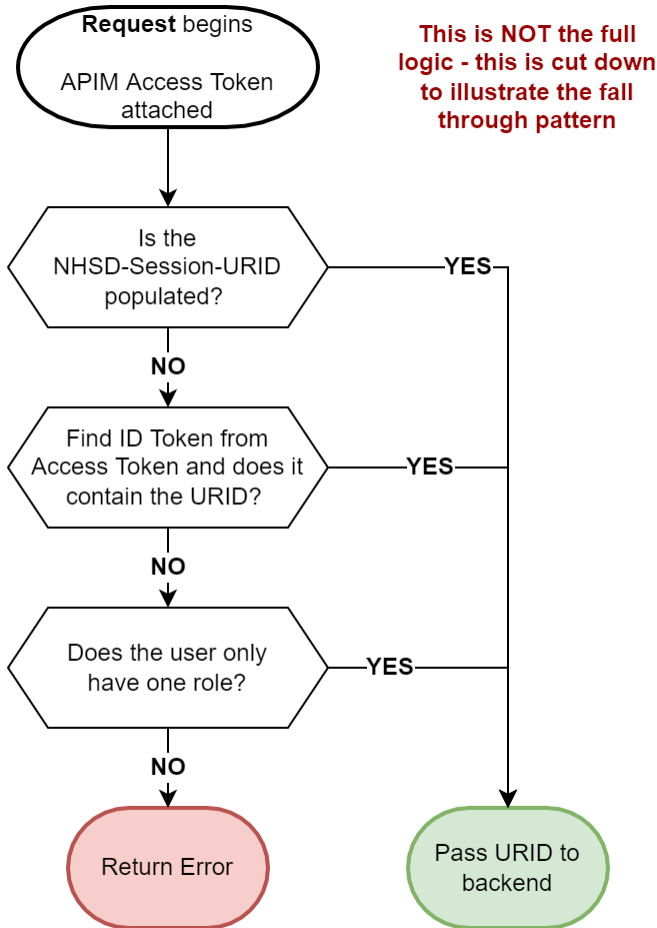 Request begins
APIM Access Token
attached
This is NOT the full
logic - this is cut down
to illustrate the fall
through pattern
Is the
NHSD-Session-URID
populated?
YES
NO
Find ID Token from
Access Token and does it
contain the URID?
YES
NO
Does the user only
have one role?
YES
NO
Return Error
Pass URID to
backend